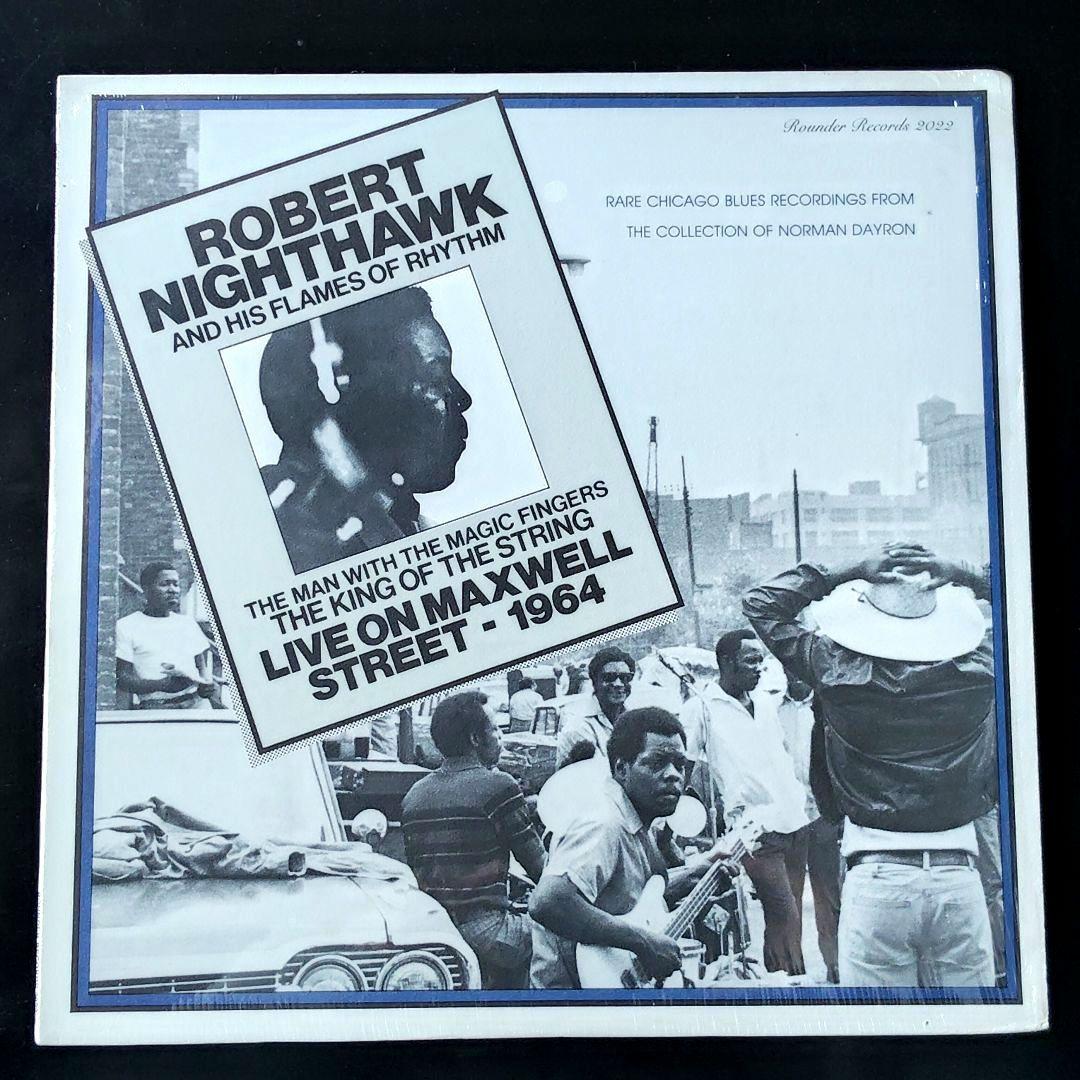 Rounder Records 2022
RARE CHICAGO BLUES RECORDINGS FROM
THE COLLECTION OF NORMAN DAYRON
ROBERT
NIGHTHAWK
AND HIS FLAMES OF RHYTHM
THE MAN WITH THE MAGIC FINGERS
THE KING OF THE STRING
LIVE ON MAXWELL
STREET - 1964